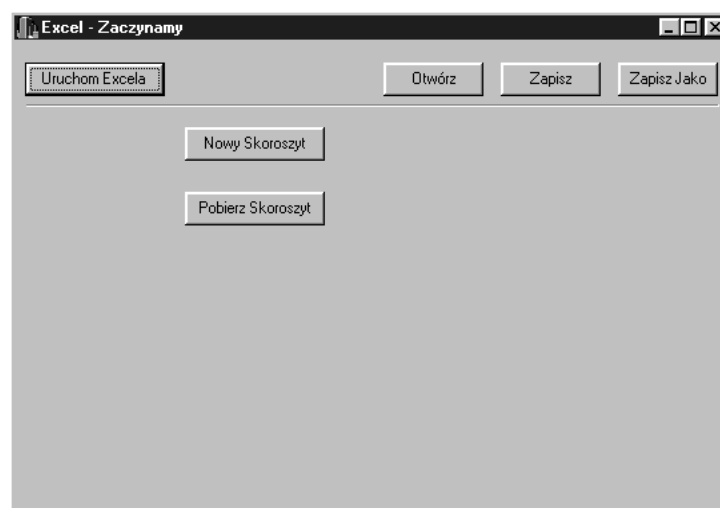 Excel - Zaczynamy
Uruchom Excela Otwórz Zapisz Zapisz Jako
Nowy Skoroszyt
Pobierz Skoroszyt